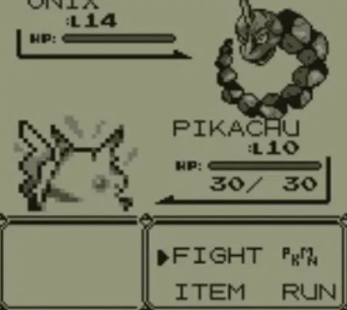 ONIX
:L14
HP:
PIKACHU
:L10
HP:
30/ 30
▶FIGHT PKMN
ITEM RUN